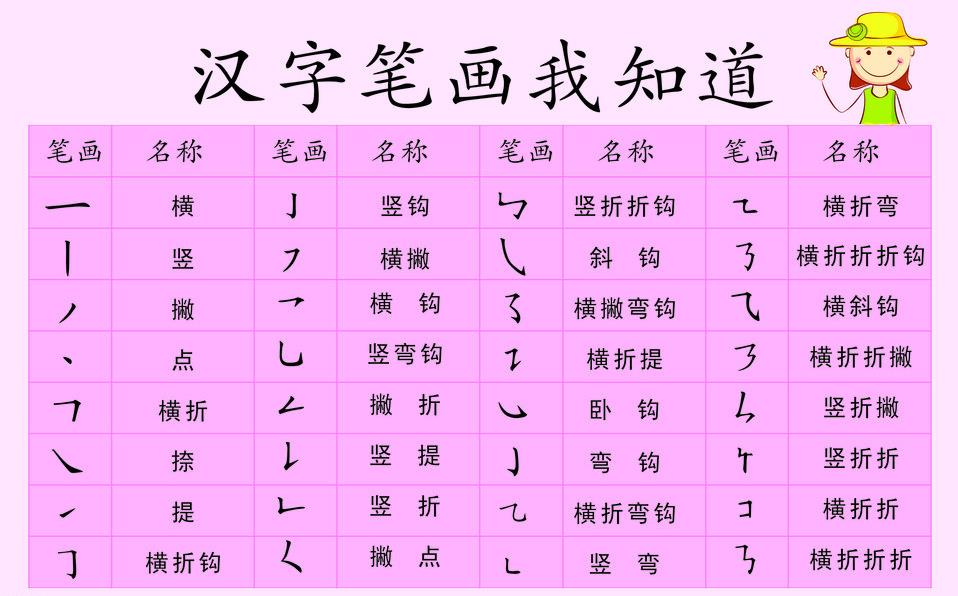 汉字笔画我知道
笔画 名称 笔画 名称 笔画 名称 笔画 名称
㇐ 横 ㇚ 竖钩 ㇉ 竖折折钩 ㇍ 横折弯
㇑ 竖 ㇇ 横撇 ㇂ 斜 钩 ㇡ 横折折折钩
㇒ 撇 ㇖ 横 钩 ㇌ 横撇弯钩 ⺄ 横斜钩
㇔ 点 ㇟ 竖弯钩 ㇊ 横折提 ㇋ 横折折撇
㇕ 横折 ㇜ 撇 折 ㇃ 卧 钩 ㇞ 竖折撇
㇏ 捺 ㇙ 竖 提 ㇁ 弯 钩 ㇞ 竖折折
㇀ 提 ㇗ 竖 折 ㇈ 横折弯钩 ㇅ 横折折
㇆ 横折钩 ㇛ 撇 点 ㇄ 竖 弯 ㇎ 横折折折